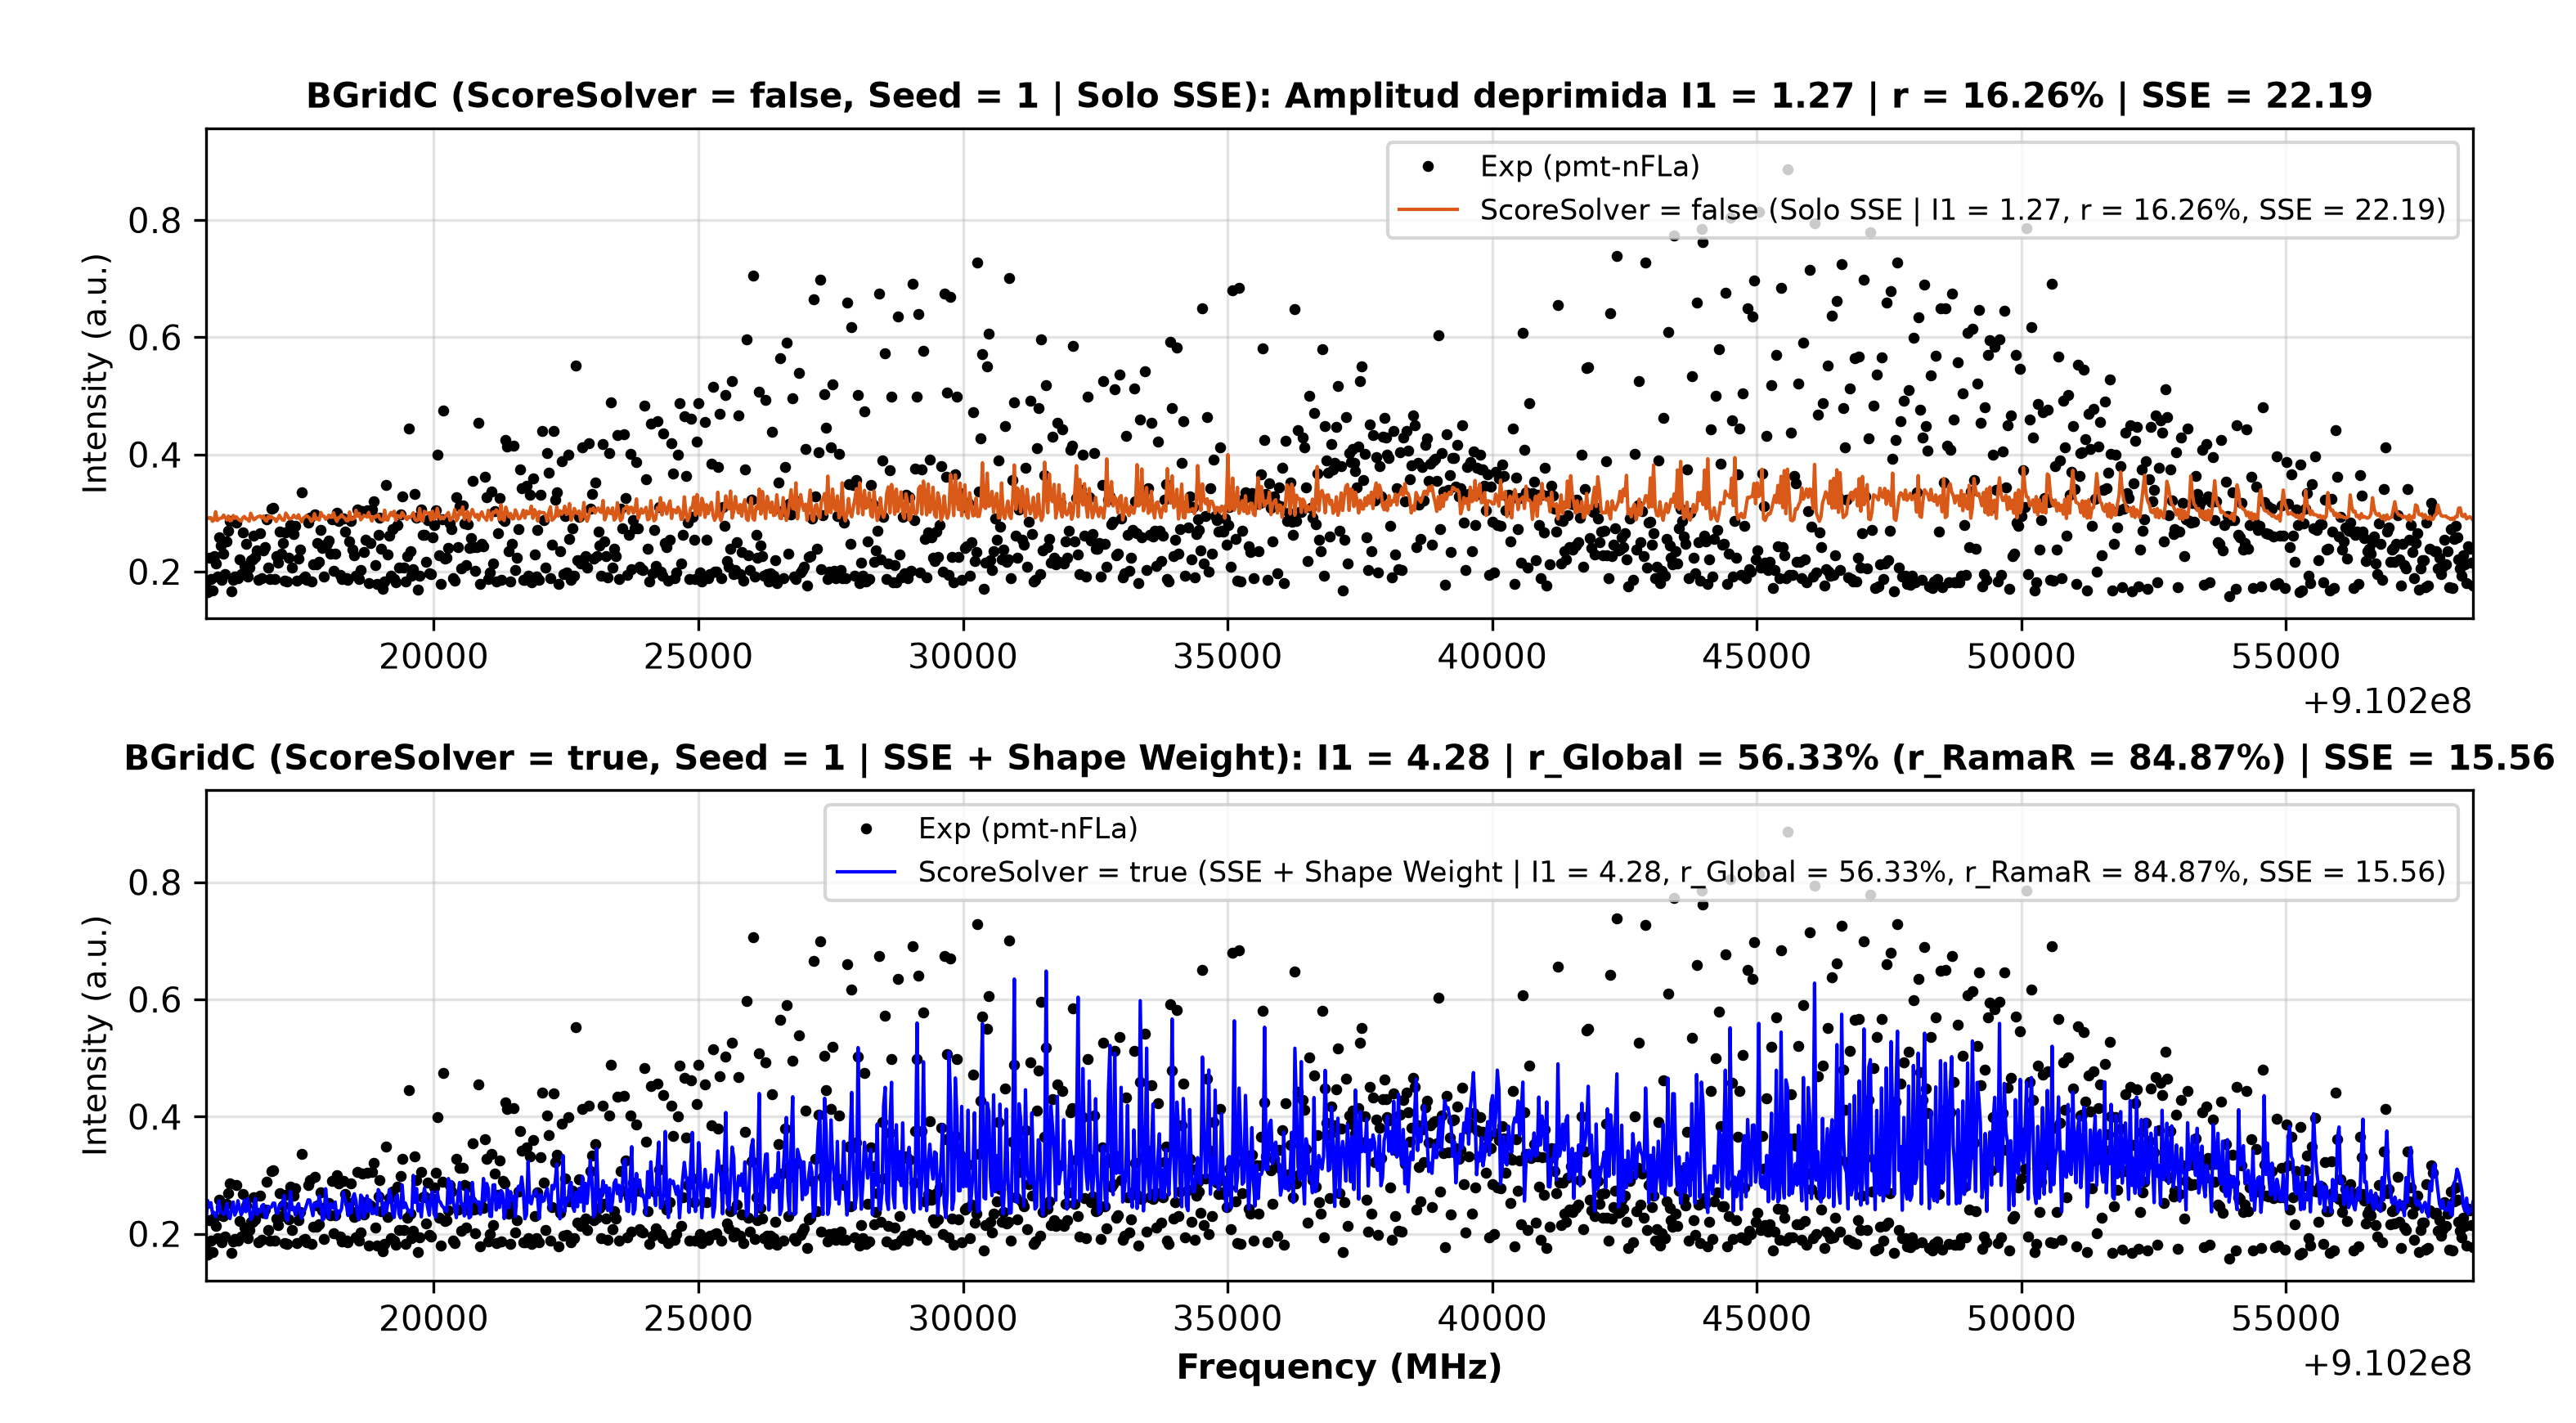 BGridC (ScoreSolver = false, Seed = 1 | Solo SSE): Amplitud deprimida I1 = 1.27 | r = 16.26% | SSE = 22.19
Exp (pmt-nFLa)
ScoreSolver = false (Solo SSE | I1 = 1.27, r = 16.26%, SSE = 22.19)
Intensity (a.u.)
0.8
0.6
0.4
0.2
20000 25000 30000 35000 40000 45000 50000 55000
+9.102e8
BGridC (ScoreSolver = true, Seed = 1 | SSE + Shape Weight): I1 = 4.28 | r_Global = 56.33% (r_RamaR = 84.87%) | SSE = 15.56
Exp (pmt-nFLa)
ScoreSolver = true (SSE + Shape Weight | I1 = 4.28, r_Global = 56.33%, r_RamaR = 84.87%, SSE = 15.56)
Intensity (a.u.)
0.8
0.6
0.4
0.2
20000 25000 30000 35000 40000 45000 50000 55000
Frequency (MHz)
+9.102e8